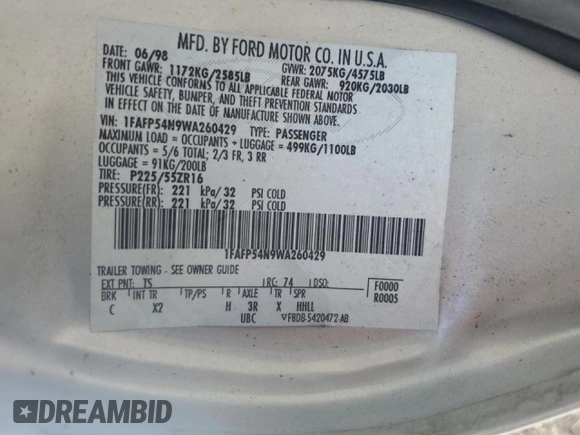 MFD. BY FORD MOTOR CO. IN U.S.A.
DATE: 06/98 GVWR: 2075KG/4575LB
FRONT GAWR: 1172KG/2585LB REAR GAWR: 920KG/2030LB
THIS VEHICLE CONFORMS TO ALL APPLICABLE FEDERAL MOTOR
VEHICLE SAFETY, BUMPER, AND THEFT PREVENTION STANDARDS
IN EFFECT ON THE DATE OF MANUFACTURE SHOWN ABOVE.
VIN: 1FAFP54N9WA260429 TYPE: PASSENGER
MAXIMUM LOAD = OCCUPANTS + LUGGAGE = 499KG/1100LB
OCCUPANTS = 5/6 TOTAL; 2/3 FR, 3 RR
LUGGAGE = 91KG/200LB
TIRE: P225/55ZR16
PRESSURE(FR) = 221 kPa/32 PSI COLD
PRESSURE(RR) = 221 kPa/32 PSI COLD
1FAFP54N9WA260429
TRAILER TOWING - SEE OWNER GUIDE
EXT PNT: TS RC: 74 DSO: F0000
BRK INT TR TP/PS R AXLE TR SPR R0005
C X2 H 3R X HHLL
UBC F8DB-5420472-AB
DREAMBID